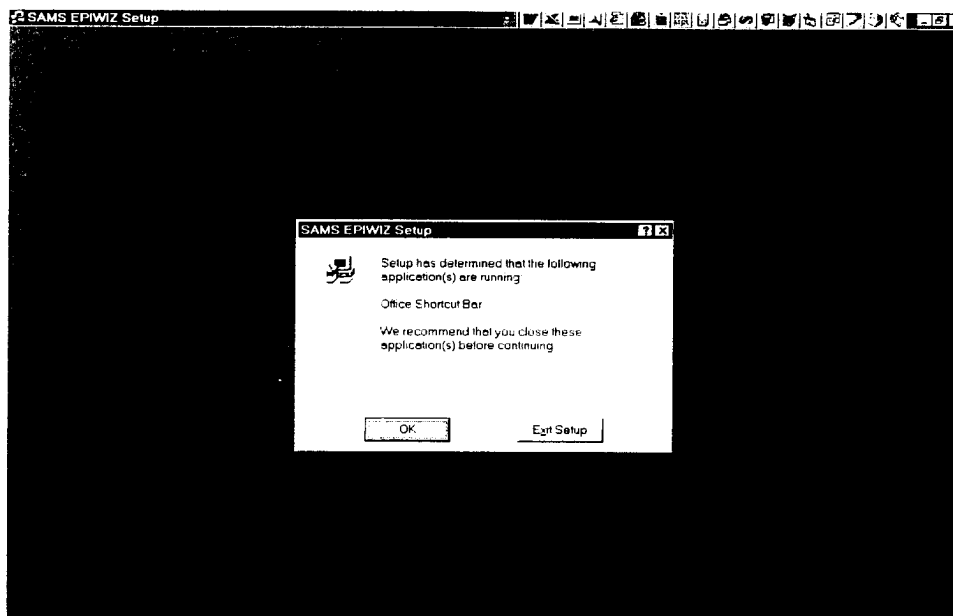 SAMS EPIWIZ Setup
SAMS EPIWIZ Setup
Setup has determined that the following
application(s) are running:
Office Shortcut Bar
We recommend that you close these
application(s) before continuing
OK
Exit Setup